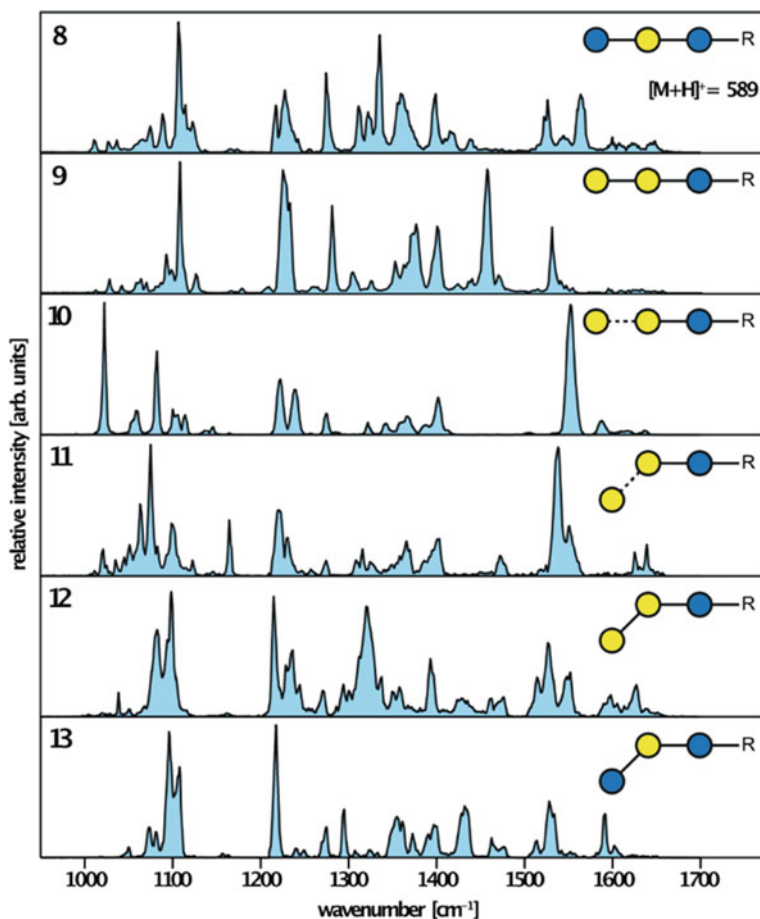 8
R
[M+H]⁺= 589
9
R
10
R
11
R
12
R
13
R
relative intensity [arb. units]
1000 1100 1200 1300 1400 1500 1600 1700
wavenumber [cm⁻¹]